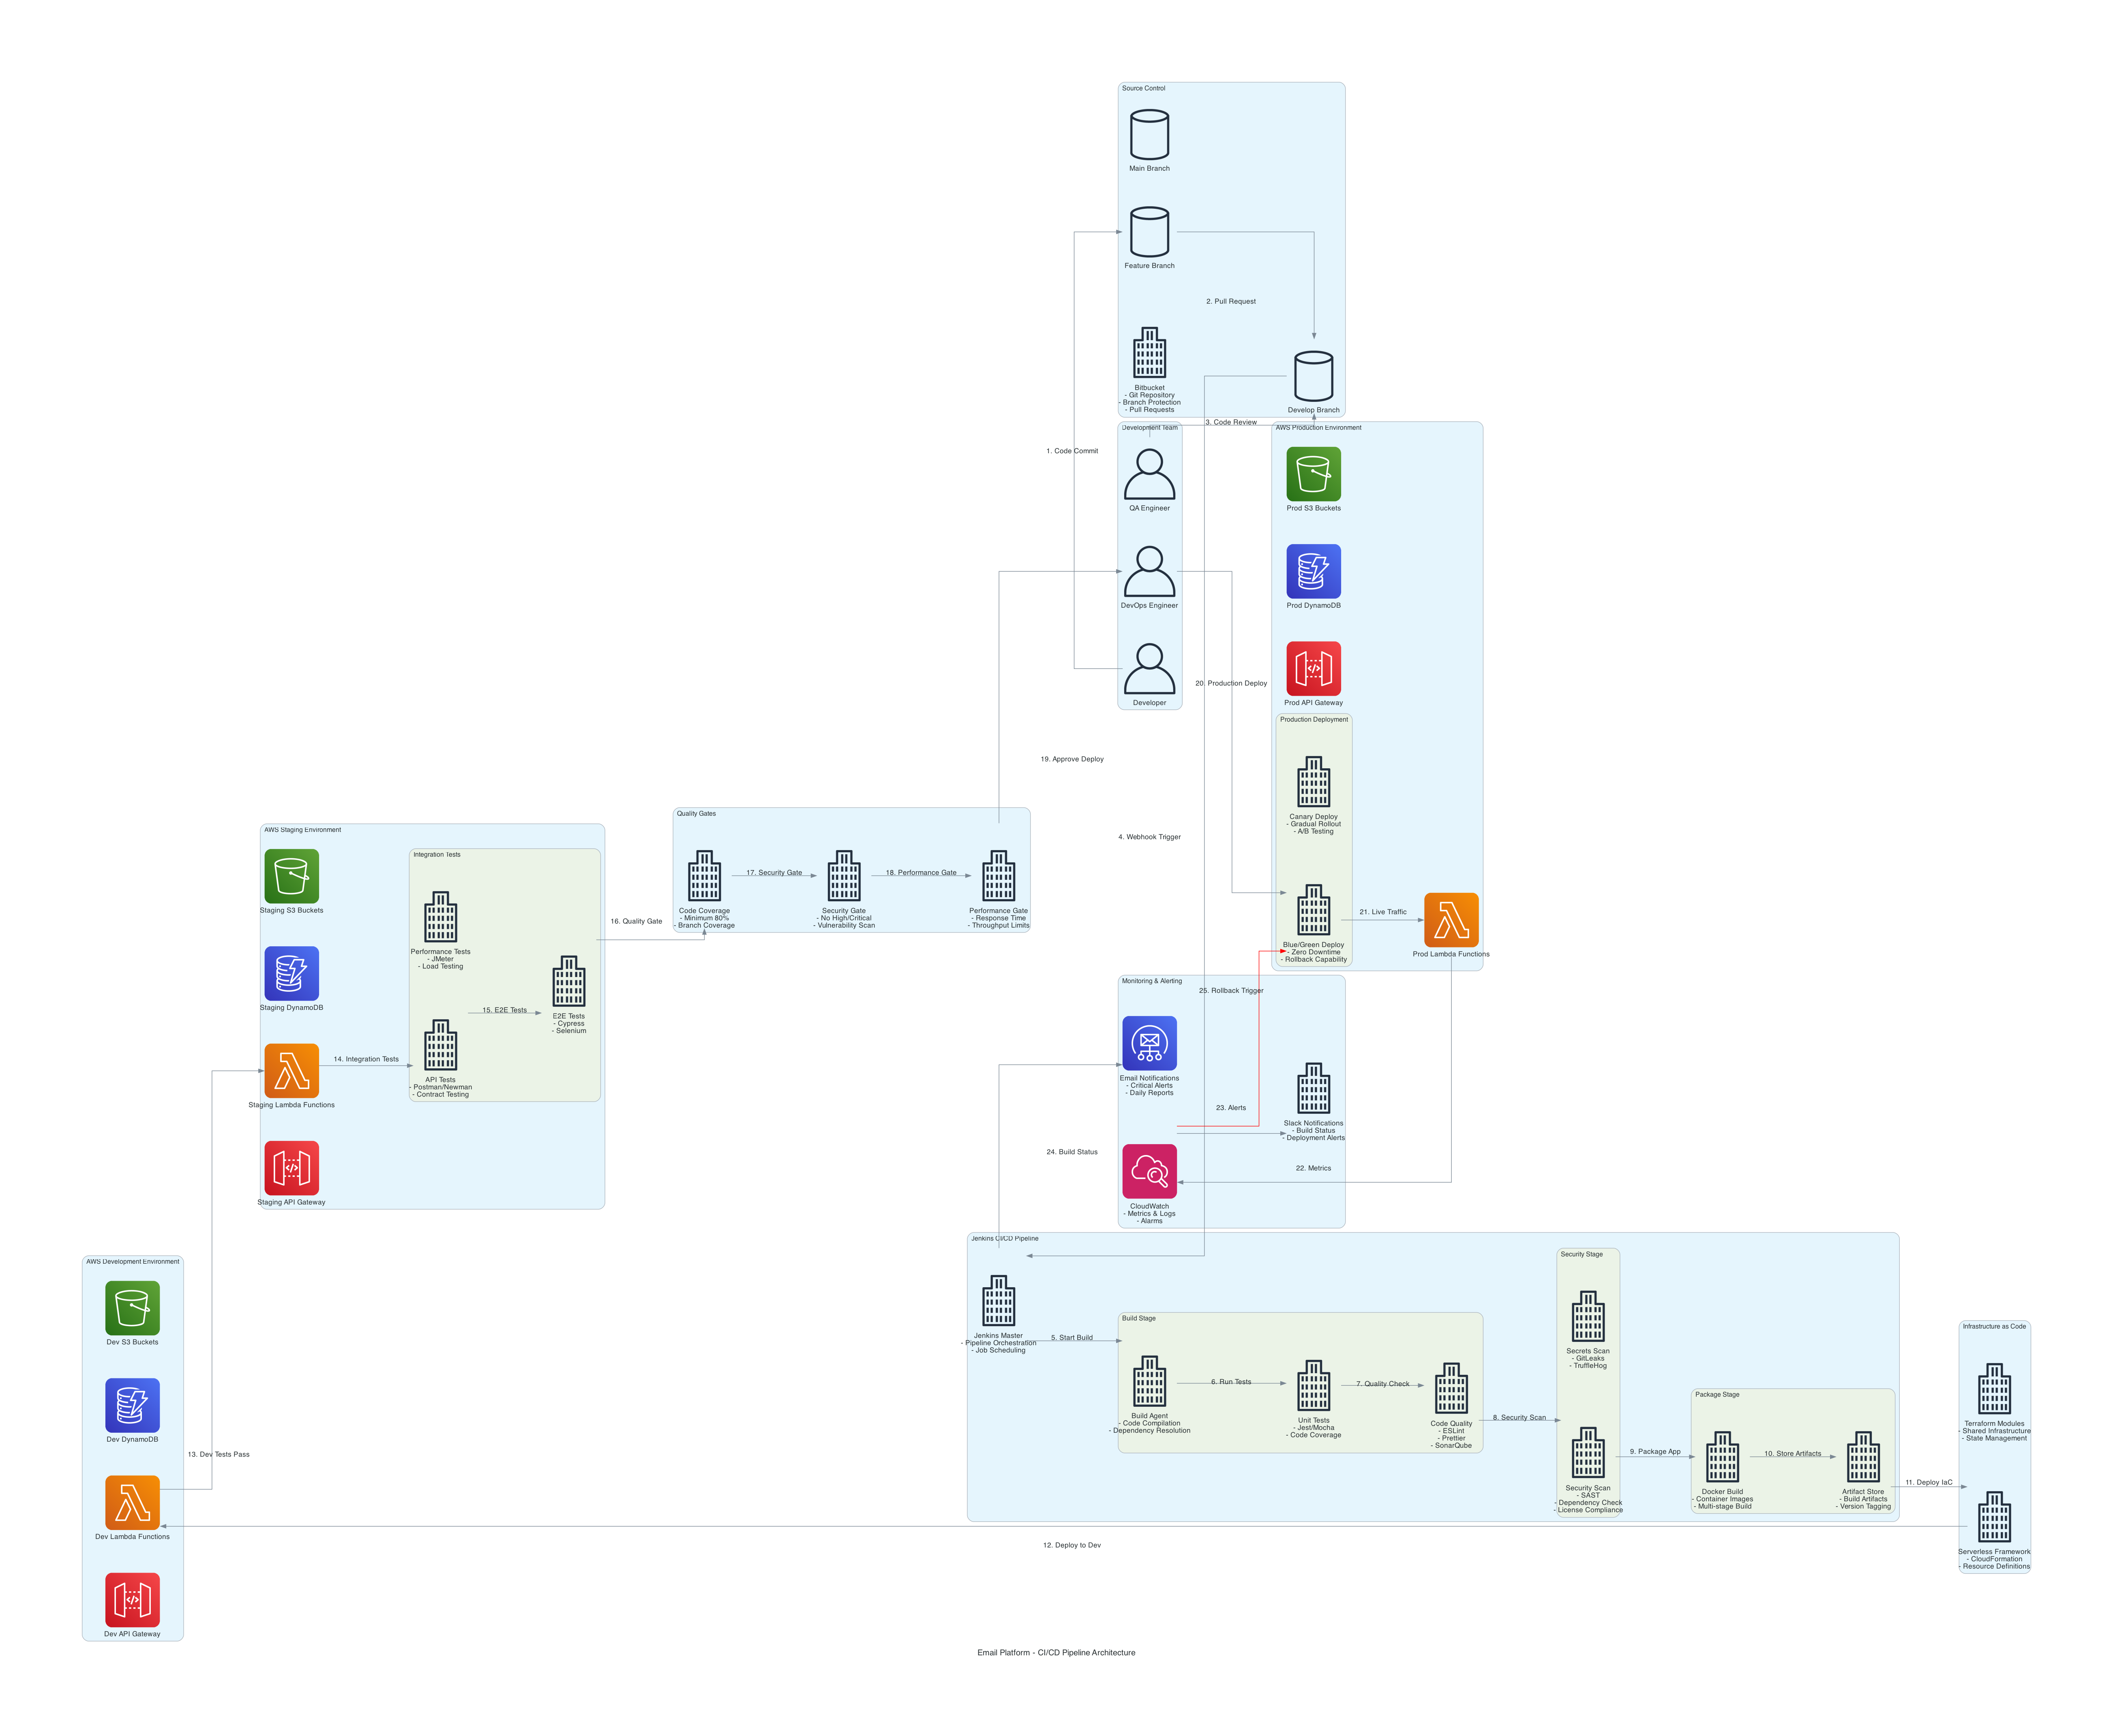 Source Control
Main Branch
Feature Branch
2. Pull Request
Bitbucket
- Git Repository
- Branch Protection
- Pull Requests
Develop Branch
3. Code Review
Development Team
AWS Production Environment
1. Code Commit
QA Engineer
Prod S3 Buckets
DevOps Engineer
Prod DynamoDB
20. Production Deploy
Developer
Prod API Gateway
Production Deployment
19. Approve Deploy
Canary Deploy
- Gradual Rollout
- A/B Testing
4. Webhook Trigger
21. Live Traffic
Blue/Green Deploy
- Zero Downtime
- Rollback Capability
Prod Lambda Functions
Quality Gates
17. Security Gate
18. Performance Gate
Code Coverage
- Minimum 80%
- Branch Coverage
Security Gate
- No High/Critical
- Vulnerability Scan
Performance Gate
- Response Time
- Throughput Limits
16. Quality Gate
AWS Staging Environment
Integration Tests
Staging S3 Buckets
Performance Tests
- JMeter
- Load Testing
Staging DynamoDB
15. E2E Tests
E2E Tests
- Cypress
- Selenium
14. Integration Tests
API Tests
- Postman/Newman
- Contract Testing
Staging Lambda Functions
Staging API Gateway
Monitoring & Alerting
25. Rollback Trigger
Email Notifications
- Critical Alerts
- Daily Reports
23. Alerts
Slack Notifications
- Build Status
- Deployment Alerts
24. Build Status
22. Metrics
CloudWatch
- Metrics & Logs
- Alarms
Jenkins CI/CD Pipeline
Jenkins Master
- Pipeline Orchestration
- Job Scheduling
5. Start Build
Build Stage
Build Agent
- Code Compilation
- Dependency Resolution
6. Run Tests
Unit Tests
- Jest/Mocha
- Code Coverage
7. Quality Check
Code Quality
- ESLint
- Prettier
- SonarQube
8. Security Scan
Security Stage
Secrets Scan
- GitLeaks
- TruffleHog
Security Scan
- SAST
- Dependency Check
- License Compliance
9. Package App
Package Stage
Docker Build
- Container Images
- Multi-stage Build
10. Store Artifacts
Artifact Store
- Build Artifacts
- Version Tagging
11. Deploy IaC
Infrastructure as Code
Terraform Modules
- Shared Infrastructure
- State Management
Serverless Framework
- CloudFormation
- Resource Definitions
12. Deploy to Dev
AWS Development Environment
Dev S3 Buckets
Dev DynamoDB
13. Dev Tests Pass
Dev Lambda Functions
Dev API Gateway
Email Platform - CI/CD Pipeline Architecture